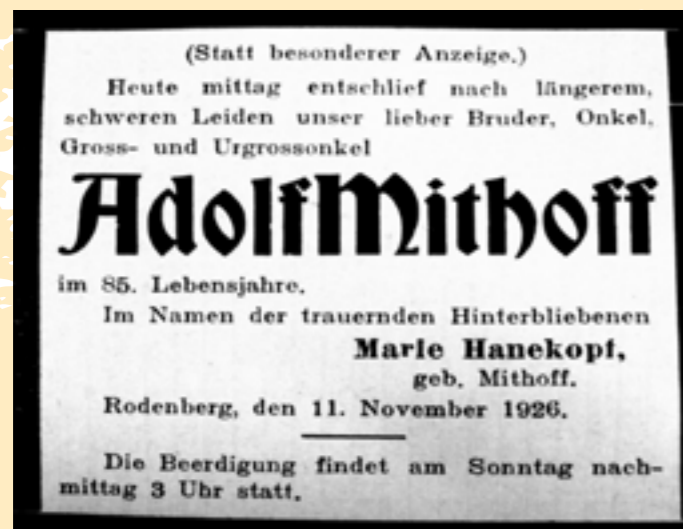 (Statt besonderer Anzeige.)
Heute mittag entschlief nach längerem,
schweren Leiden unser lieber Bruder, Onkel,
Gross- und Urgrossonkel
Adolf Mithoff
im 85. Lebensjahre.
Im Namen der trauernden Hinterbliebenen
Marie Hanekopf,
geb. Mithoff.
Rodenberg, den 11. November 1926.
Die Beerdigung findet am Sonntag nach-
mittag 3 Uhr statt.